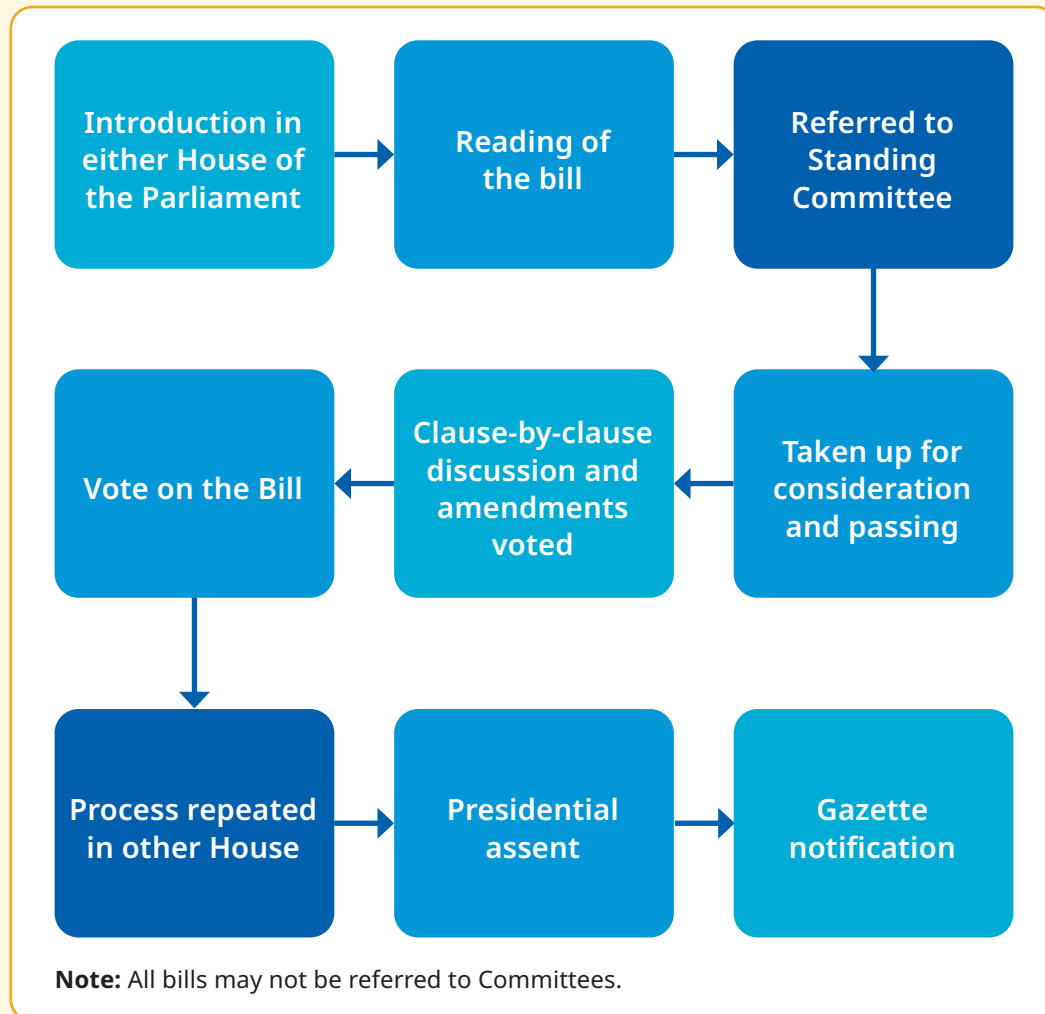 Introduction in
either House of
the Parliament
Reading of
the bill
Referred to
Standing
Committee
Taken up for
consideration
and passing
Clause-by-clause
discussion and
amendments
voted
Vote on the Bill
Process repeated
in other House
Presidential
assent
Gazette
notification
Note: All bills may not be referred to Committees.